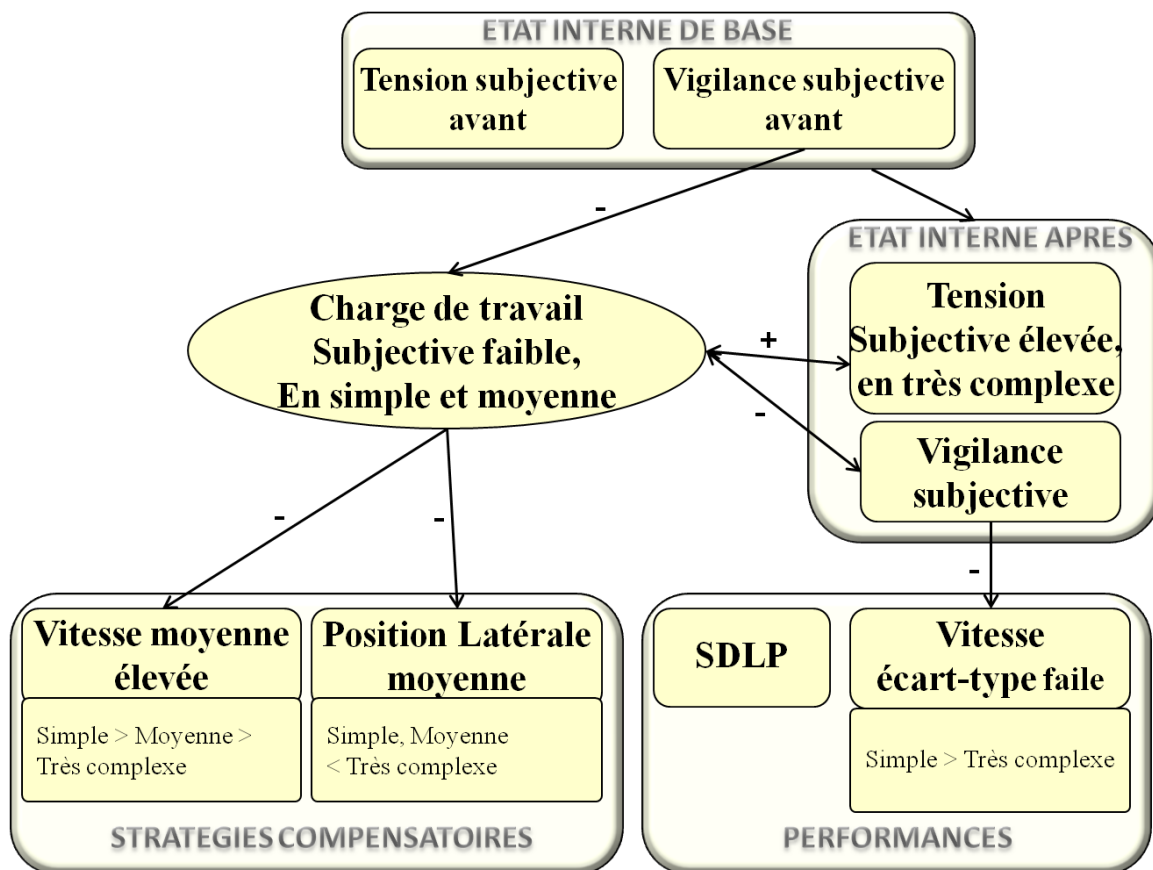 ETAT INTERNE DE BASE
Tension subjective
avant
Vigilance subjective
avant
-
ETAT INTERNE APRES
Charge de travail
Subjective faible,
En simple et moyenne
+
-
Tension
Subjective élevée,
en très complexe
Vigilance
subjective
-
-
-
Vitesse moyenne
élevée
Simple > Moyenne >
Très complexe
Position Latérale
moyenne
Simple, Moyenne
< Très complexe
STRATEGIES COMPENSATOIRES
SDLP
Vitesse
écart-type faile
Simple > Très complexe
PERFORMANCES